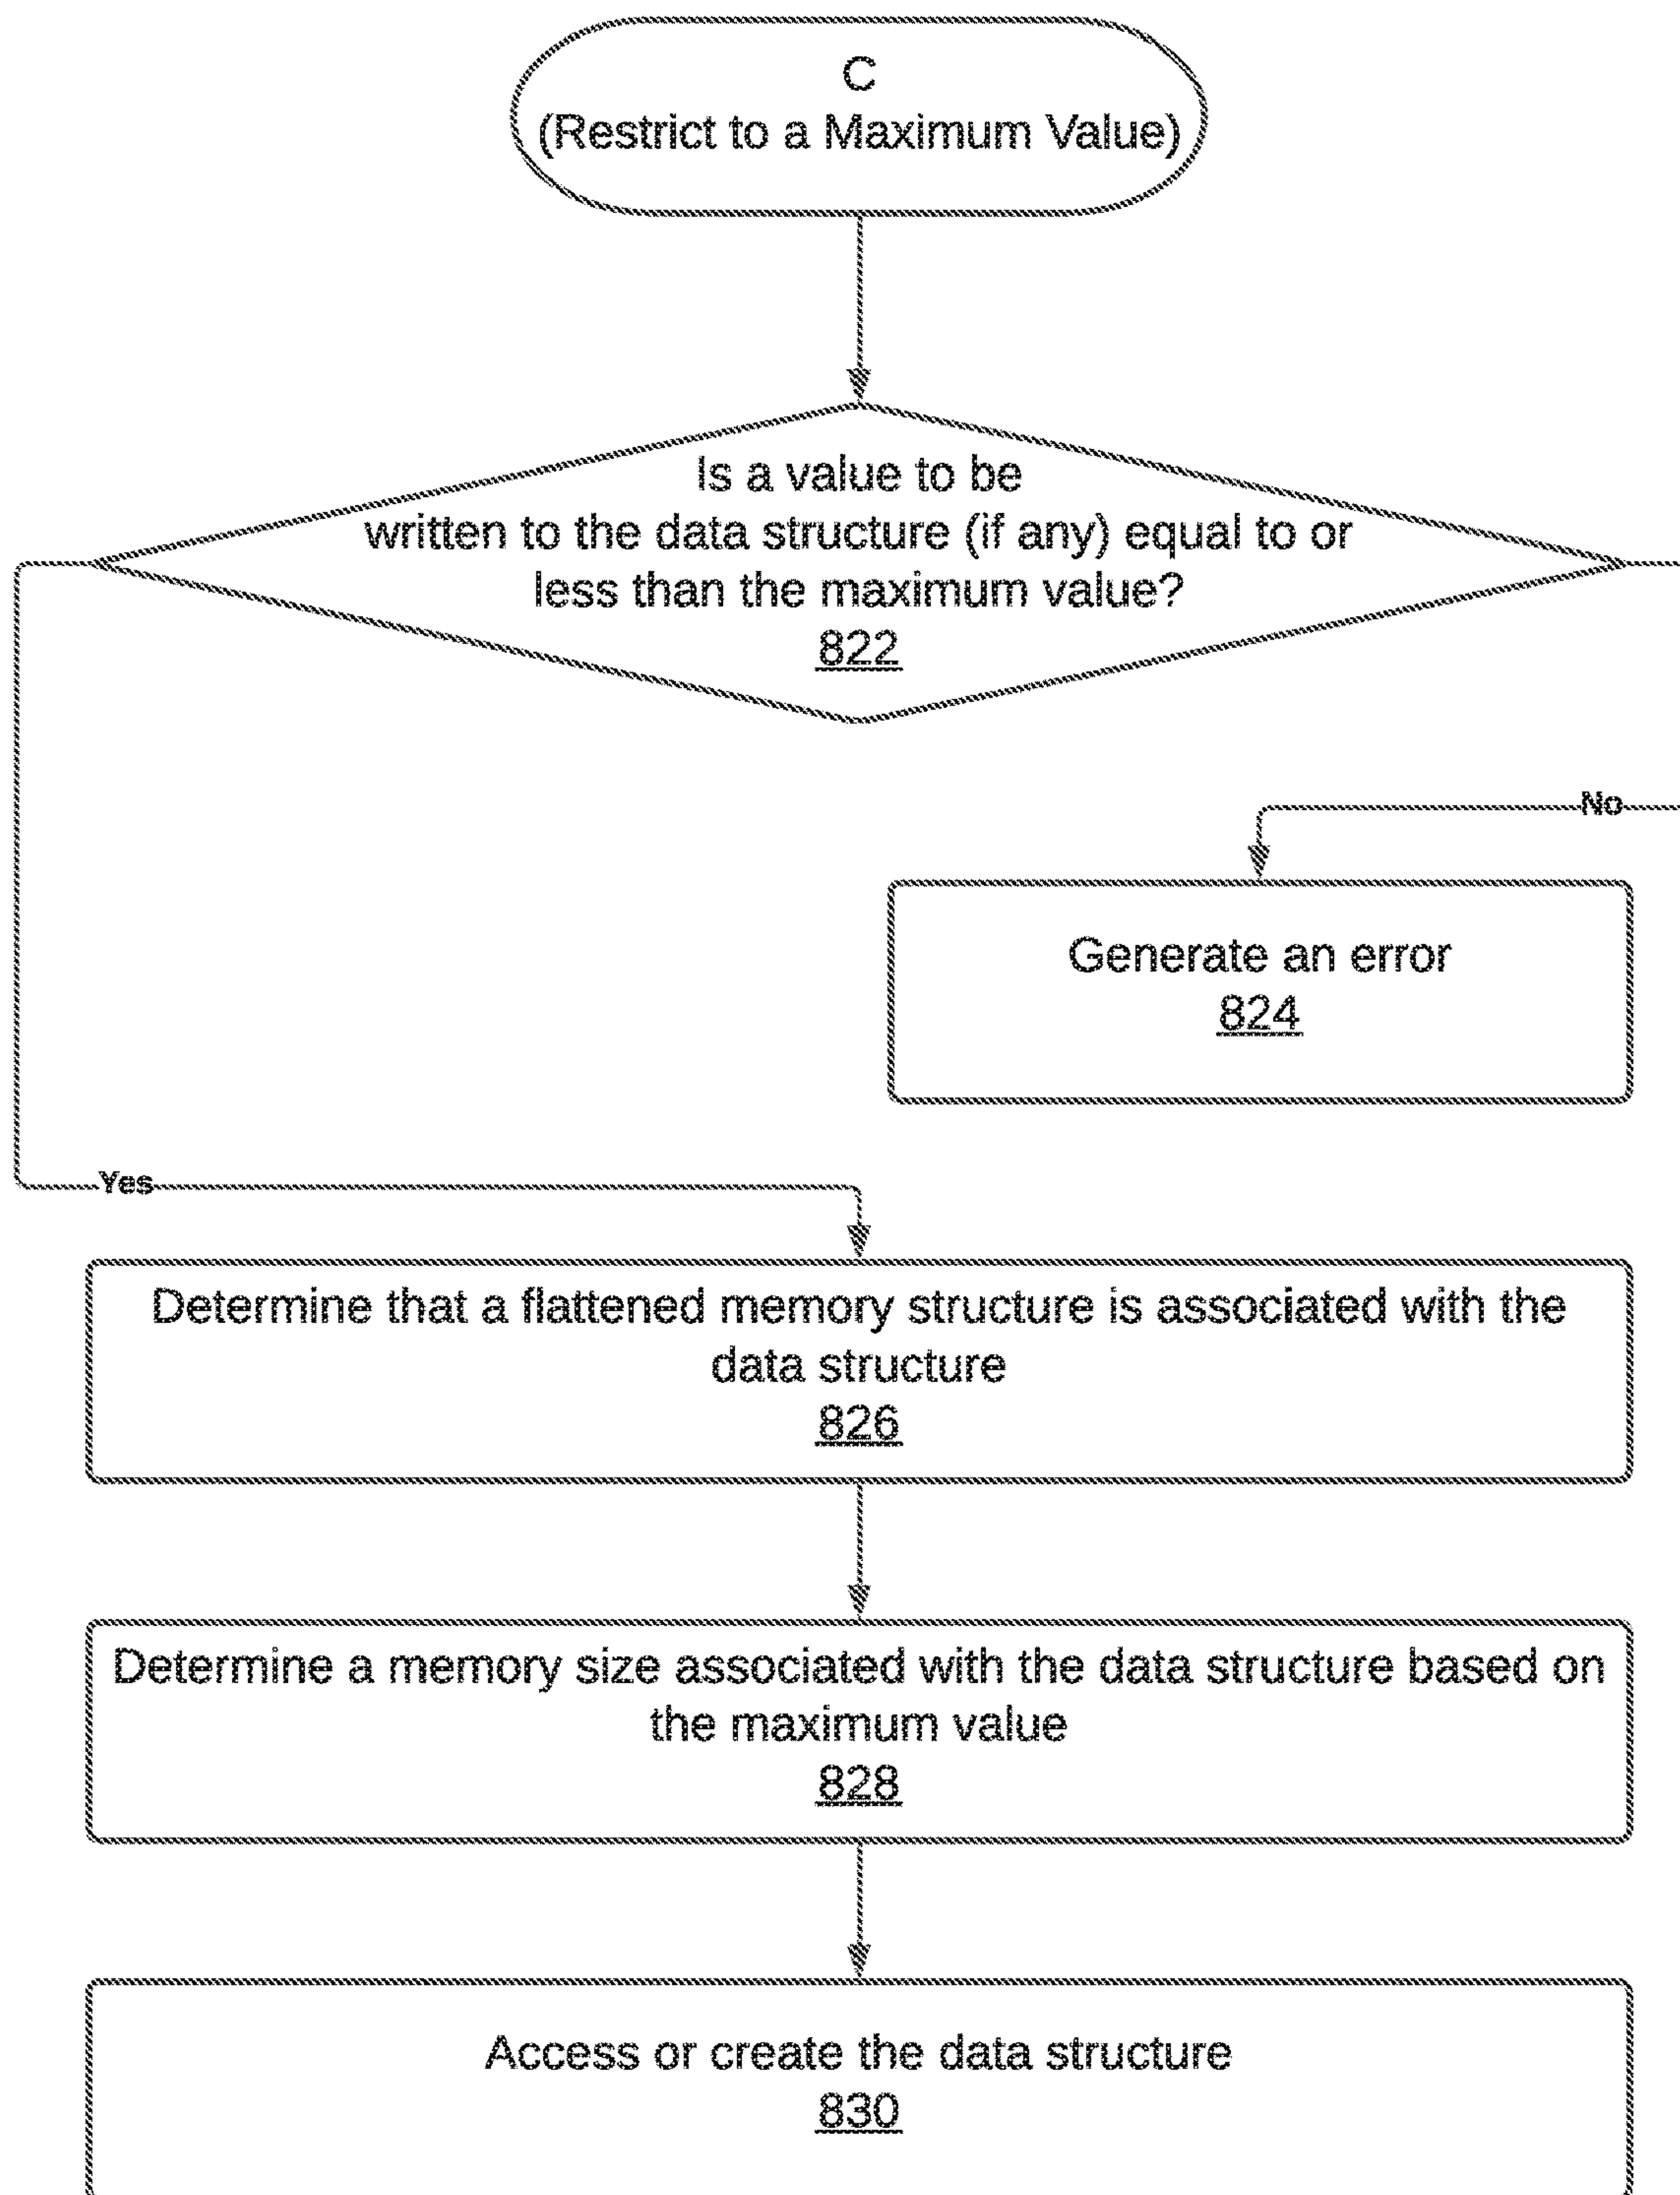 C
(Restrict to a Maximum Value)
Is a value to be
written to the data structure (if any) equal to or
less than the maximum value?
822
No
Generate an error
824
Yes
Determine that a flattened memory structure is associated with the
data structure
826
Determine a memory size associated with the data structure based on
the maximum value
828
Access or create the data structure
830